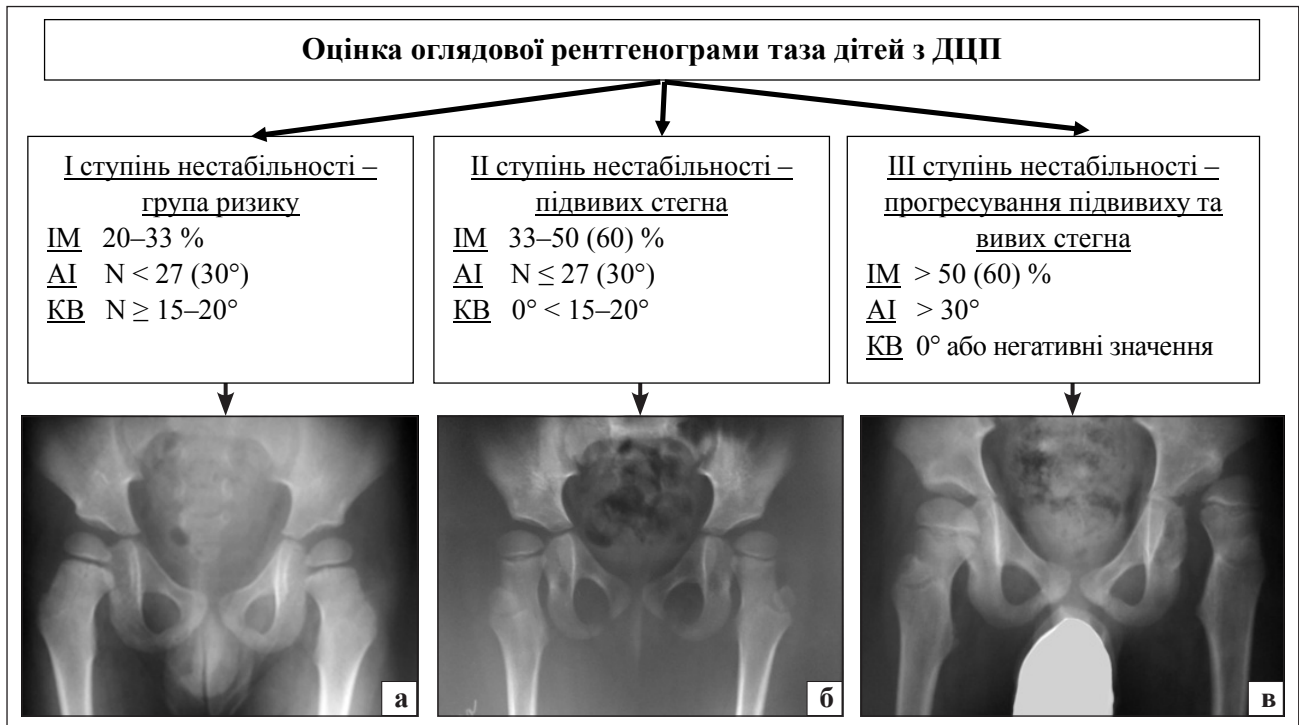 Оцінка оглядової рентгенограми таза дітей з ДЦП
І ступінь нестабільності –
група ризику
ІМ 20–33 %
АІ N < 27 (30°)
КВ N ≥ 15–20°
ІІ ступінь нестабільності –
підвивих стегна
ІМ 33–50 (60) %
АІ N ≤ 27 (30°)
КВ 0° < 15–20°
ІІІ ступінь нестабільності –
прогресування підвивиху та
вивих стегна
ІМ > 50 (60) %
АІ > 30°
КВ 0° або негативні значення
а
б
в